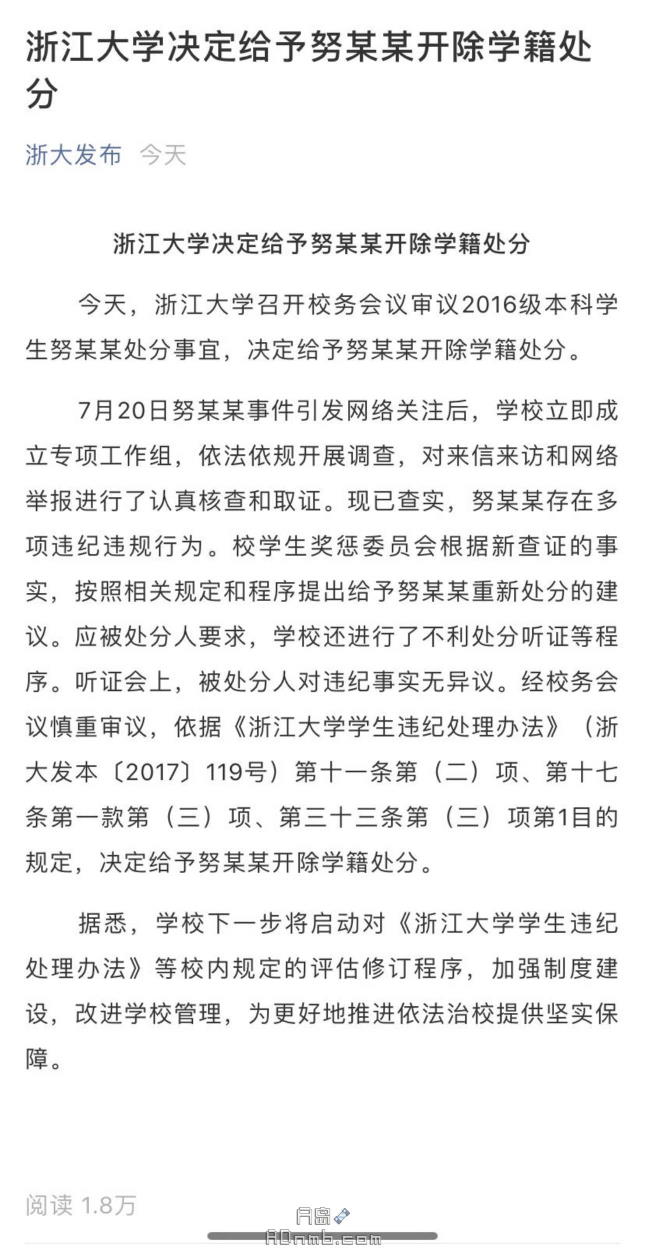 浙江大学决定给予努某某开除学籍处
分
浙大发布 今天
浙江大学决定给予努某某开除学籍处分
今天，浙江大学召开校务会议审议2016级本科学
生努某某处分事宜，决定给予努某某开除学籍处分。
7月20日努某某事件引发网络关注后，学校立即成
立专项工作组，依法依规开展调查，对来信来访和网络
举报进行了认真核查和取证。现已查实，努某某存在多
项违纪违规行为。校学生奖惩委员会根据新查证的事
实，按照相关规定和程序提出给予努某某重新处分的建
议。应被处分人要求，学校还进行了不利处分听证等程
序。听证会上，被处分人对违纪事实无异议。经校务会
议慎重审议，依据《浙江大学学生违纪处理办法》（浙
大发本〔2017〕119号）第十一条第（二）项、第十七
条第一款第（三）项、第三十三条第（三）项第1目的
规定，决定给予努某某开除学籍处分。
据悉，学校下一步将启动对《浙江大学学生违纪
处理办法》等校内规定的评估修订程序，加强制度建
设，改进学校管理，为更好地推进依法治校提供坚实保
障。
阅读 1.8万
A岛
ADnmb.com